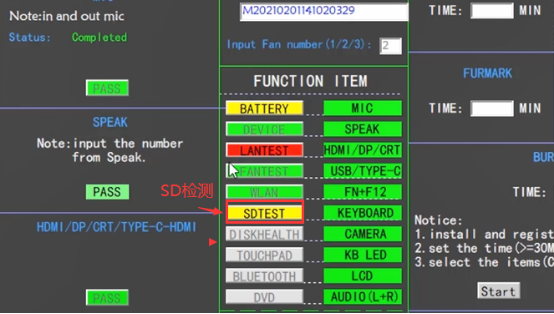 Note:in and out mic
Status: Completed
PASS
SPEAK
Note:input the number
from Speak.
PASS
SD检测
HDMI/DP/CRT/TYPE-C-HDMI
PASS
M20210201141020329
Input Fan number(1/2/3): 2
FUNCTION ITEM
BATTERY MIC
DEVICE SPEAK
LANTEST HDMI/DP/CRT
FANTEST USB/TYPE-C
WLAN FN+F12
SDTEST KEYBOARD
DISKHEALTH CAMERA
TOUCHPAD KB LED
BLUETOOTH LCD
DVD AUDIO(L+R)
TIME: MIN
FURMARK
TIME: MIN
BUR
TIME:
Notice:
1.install and regist
2.set the time(>=30M
3.select the items(C
Start